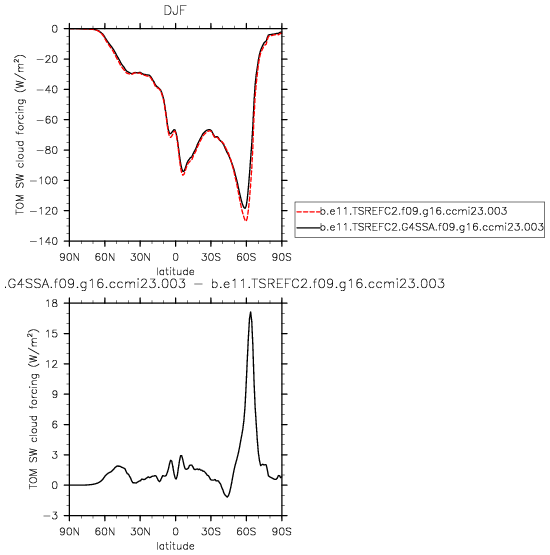 DJF
0
-20
-40
-60
-80
-100
-120
-140
TOM SW cloud forcing (W/m²)
90N 60N 30N 0 30S 60S 90S
latitude
b.e11.TSREFC2.f09.g16.ccmi23.003
b.e11.TSREFC2.G4SSA.f09.g16.ccmi23.003
.G4SSA.f09.g16.ccmi23.003 - b.e11.TSREFC2.f09.g16.ccmi23.003
18
15
12
9
6
3
0
-3
TOM SW cloud forcing (W/m²)
90N 60N 30N 0 30S 60S 90S
latitude